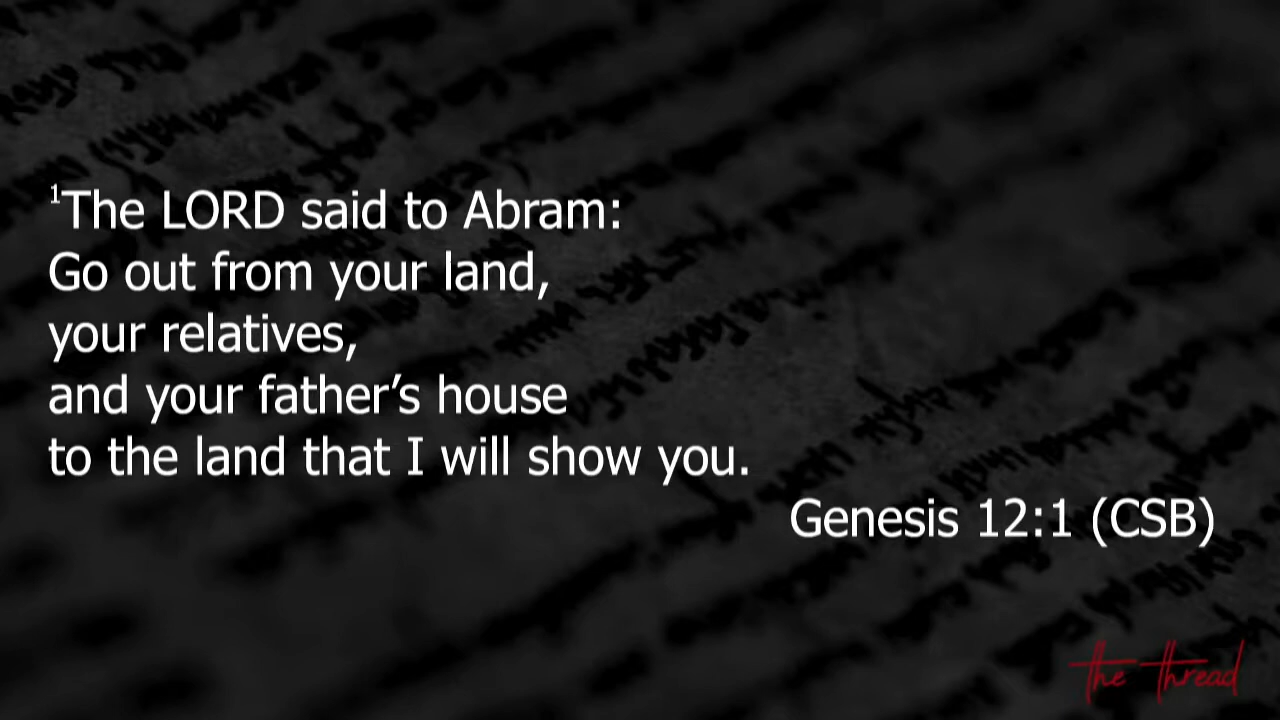 ¹The LORD said to Abram:
Go out from your land,
your relatives,
and your father’s house
to the land that I will show you.
Genesis 12:1 (CSB)
the thread